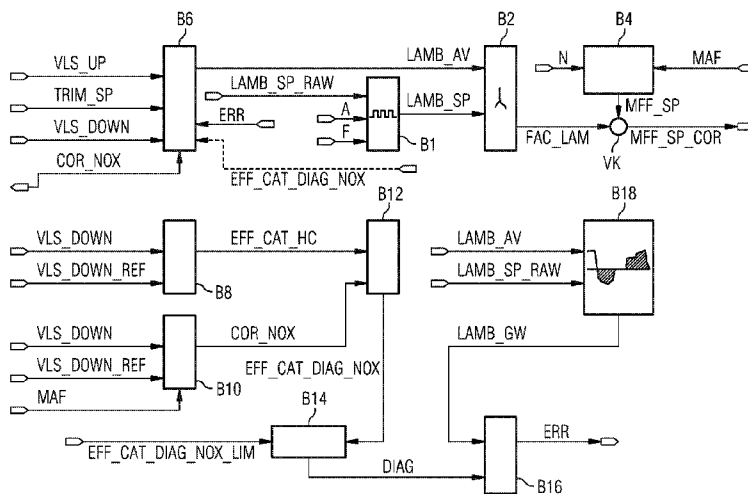 B6 B2 B4
VLS_UP LAMB_AV N MAF
LAMB_SP_RAW
TRIM_SP LAMB_SP MFF_SP
ERR A
VLS_DOWN F B1 FAC_LAM MFF_SP_COR
VK
COR_NOX EFF_CAT_DIAG_NOX
B12 B18
VLS_DOWN EFF_CAT_HC LAMB_AV
VLS_DOWN_REF LAMB_SP_RAW
B8
VLS_DOWN COR_NOX LAMB_GW
VLS_DOWN_REF EFF_CAT_DIAG_NOX
MAF B10
B14
ERR
EFF_CAT_DIAG_NOX_LIM
DIAG
B16